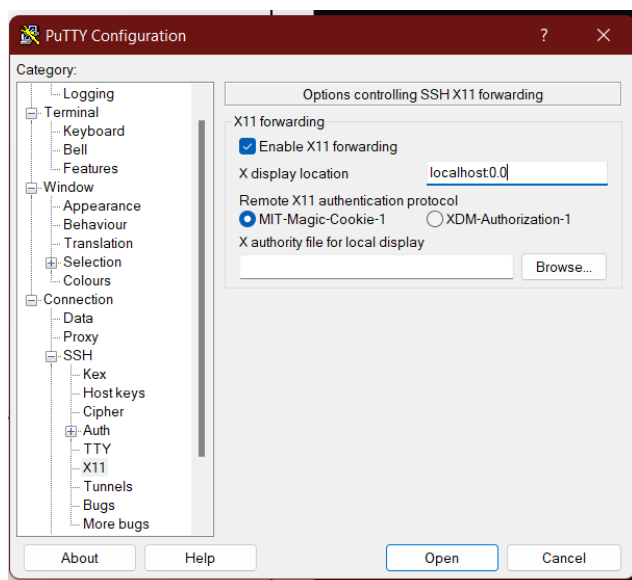 PuTTY Configuration
?
Category:
Logging
Terminal
Keyboard
Bell
Features
Window
Appearance
Behaviour
Translation
Selection
Colours
Connection
Data
Proxy
SSH
Kex
Host keys
Cipher
Auth
TTY
X11
Tunnels
Bugs
More bugs
Options controlling SSH X11 forwarding
X11 forwarding
Enable X11 forwarding
X display location localhost:0.0
Remote X11 authentication protocol
MIT-Magic-Cookie-1 XDM-Authorization-1
X authority file for local display
Browse...
About Help Open Cancel